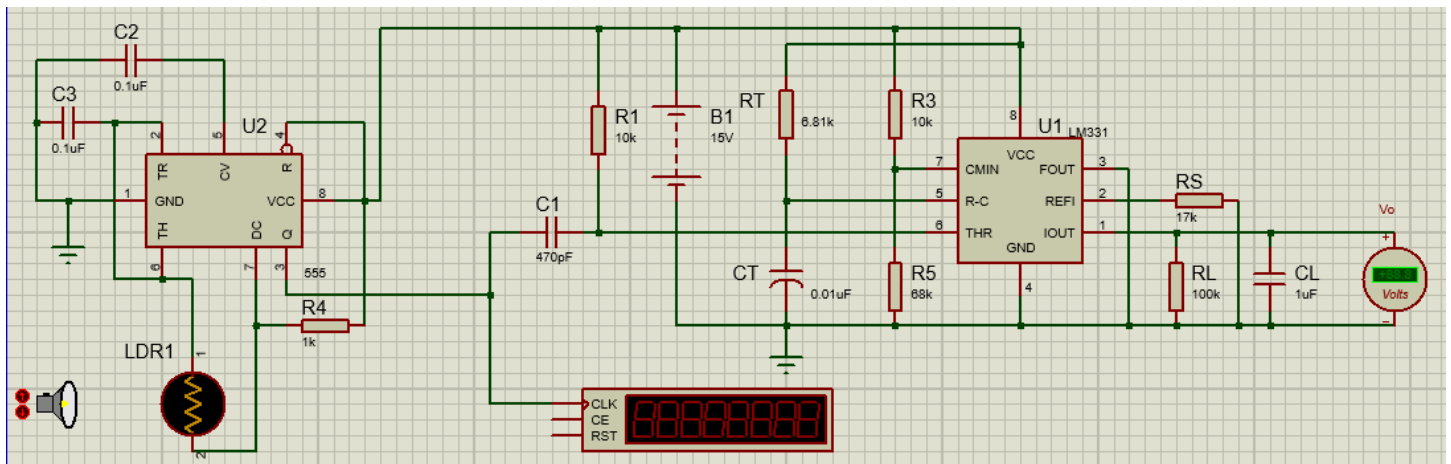 C2
0.1uF
C3
0.1uF
U2
2
5
4
TR
CV
R
1
GND
VCC
8
TH
DC
Q
6
7
3
555
R4
1k
LDR1
1
2
C1
470pF
R1
10k
B1
15V
RT
6.81k
CT
0.01uF
R3
10k
R5
68k
8
U1
LM331
VCC
7
CMIN
FOUT
3
5
R-C
REFI
2
6
THR
IOUT
1
GND
4
RS
17k
RL
100k
CL
1uF
Vo
+
+88.8
Volts
CLK
CE
RST